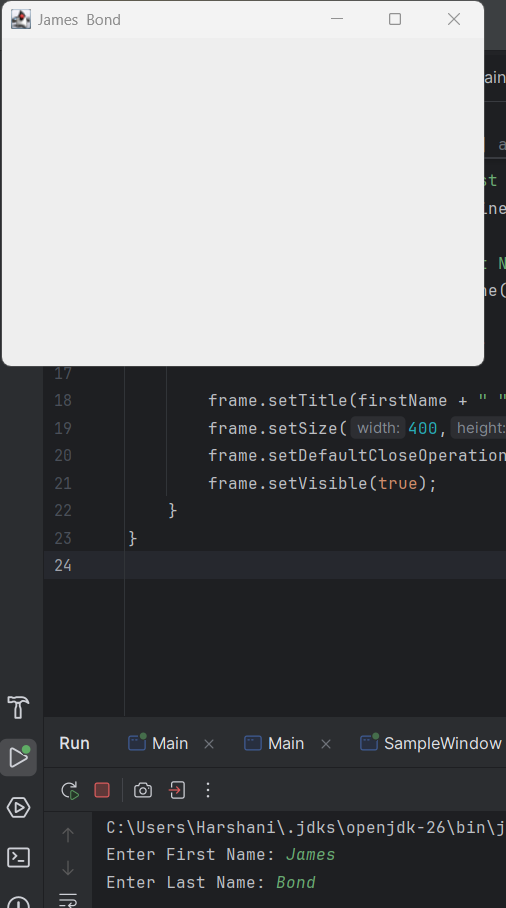 James  Bond
ain
a
st
ine
t N
ne(
17
18 frame.setTitle(firstName + " "
19 frame.setSize( width: 400, height:
20 frame.setDefaultCloseOperation
21 frame.setVisible(true);
22 }
23 }
24
Run Main Main SampleWindow
C:\Users\Harshani\.jdks\openjdk-26\bin\j
Enter First Name: James
Enter Last Name: Bond